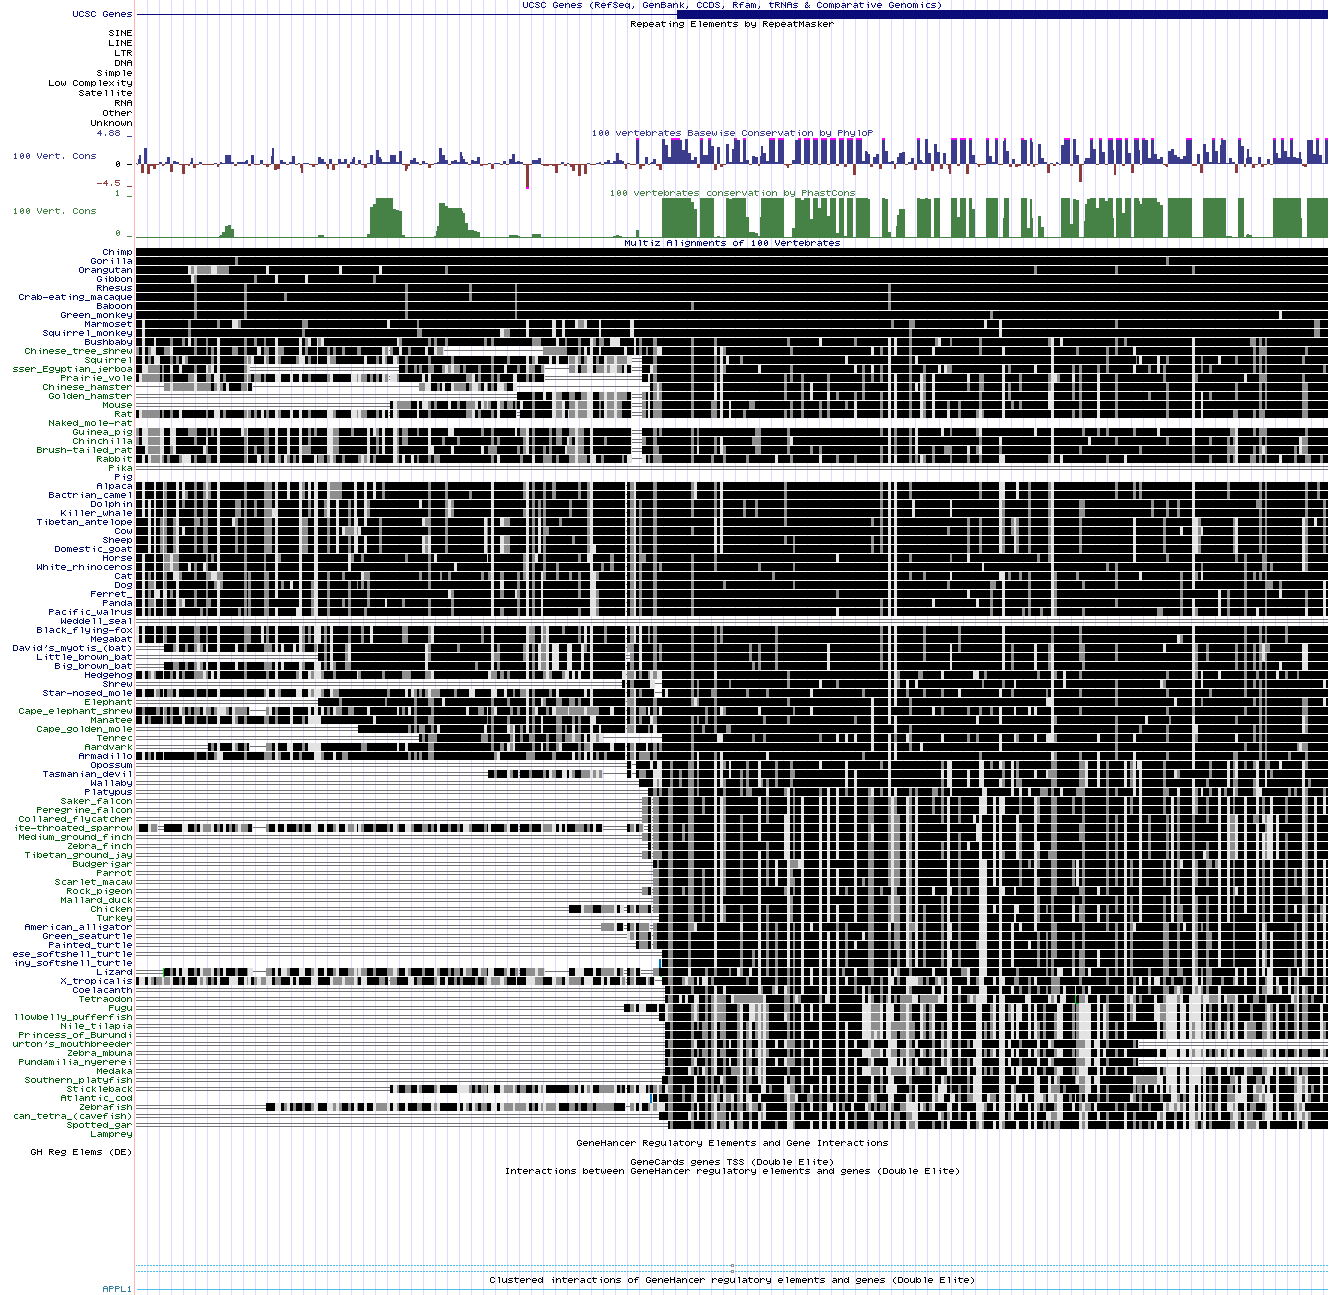 UCSC Genes (RefSeq, GenBank, CCDS, Rfam, tRNAs & Comparative Genomics)
UCSC Genes
Repeating Elements by RepeatMasker
SINE
LINE
LTR
DNA
Simple
Low Complexity
Satellite
RNA
Other
Unknown
100 vertebrates Basewise Conservation by PhyloP
4.88 _
100 Vert. Cons
0 _
-4.5 _
100 vertebrates conservation by PhastCons
1 _
100 Vert. Cons
0 _
Multiz Alignments of 100 Vertebrates
Chimp
Gorilla
Orangutan
Gibbon
Rhesus
Crab-eating_macaque
Baboon
Green_monkey
Marmoset
Squirrel_monkey
Bushbaby
Chinese_tree_shrew
Squirrel
sser_Egyptian_jerboa
Prairie_vole
Chinese_hamster
Golden_hamster
Mouse
Rat
Naked_mole-rat
Guinea_pig
Chinchilla
Brush-tailed_rat
Rabbit
Pika
Pig
Alpaca
Bactrian_camel
Dolphin
Killer_whale
Tibetan_antelope
Cow
Sheep
Domestic_goat
Horse
White_rhinoceros
Cat
Dog
Ferret_
Panda
Pacific_walrus
Weddell_seal
Black_flying-fox
Megabat
David's_myotis_(bat)
Little_brown_bat
Big_brown_bat
Hedgehog
Shrew
Star-nosed_mole
Elephant
Cape_elephant_shrew
Manatee
Cape_golden_mole
Tenrec
Aardvark
Armadillo
Opossum
Tasmanian_devil
Wallaby
Platypus
Saker_falcon
Peregrine_falcon
Collared_flycatcher
ite-throated_sparrow
Medium_ground_finch
Zebra_finch
Tibetan_ground_jay
Budgerigar
Parrot
Scarlet_macaw
Rock_pigeon
Mallard_duck
Chicken
Turkey
American_alligator
Green_seaturtle
Painted_turtle
ese_softshell_turtle
iny_softshell_turtle
Lizard
X_tropicalis
Coelacanth
Tetraodon
Fugu
llowbelly_pufferfish
Nile_tilapia
Princess_of_Burundi
urton's_mouthbreeder
Zebra_mbuna
Pundamilia_nyererei
Medaka
Southern_platyfish
Stickleback
Atlantic_cod
Zebrafish
can_tetra_(cavefish)
Spotted_gar
Lamprey
GeneHancer Regulatory Elements and Gene Interactions
GH Reg Elems (DE)
GeneCards genes TSS (Double Elite)
Interactions between GeneHancer regulatory elements and genes (Double Elite)
Clustered interactions of GeneHancer regulatory elements and genes (Double Elite)
APPL1